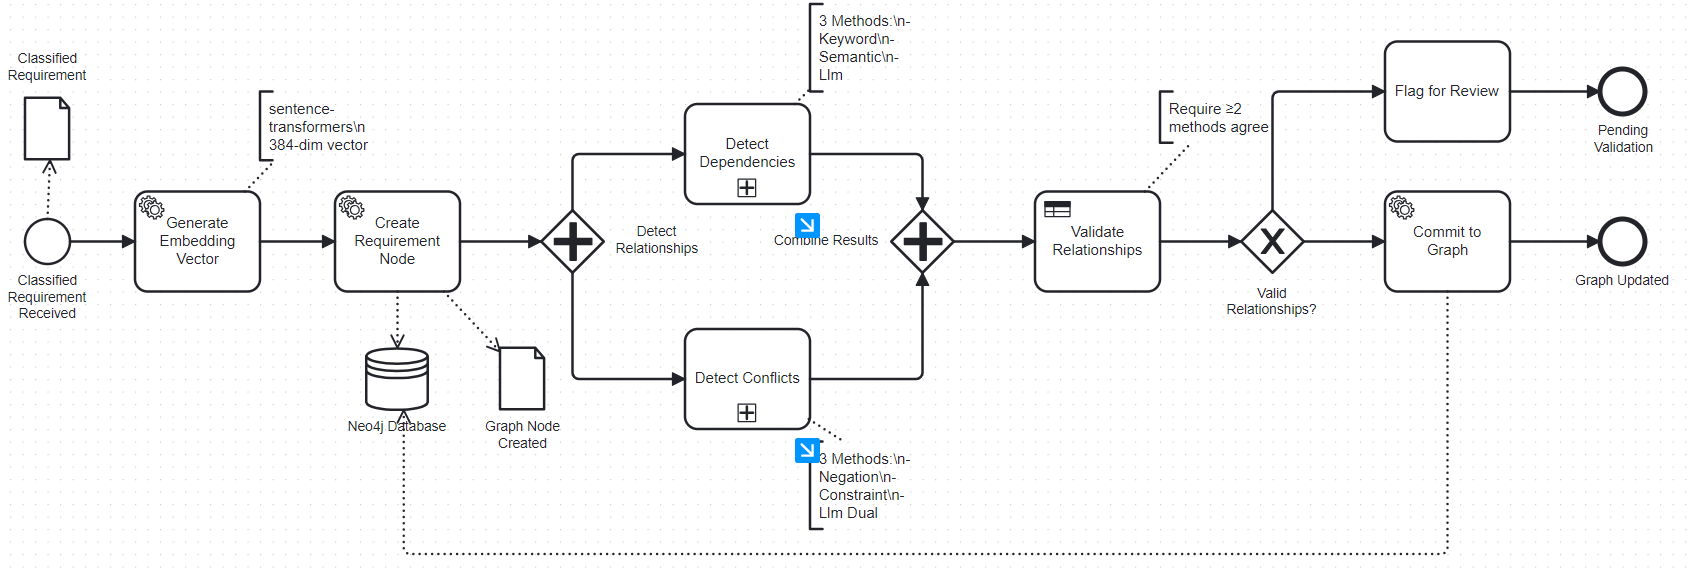 Classified
Requirement
Classified
Requirement
Received
sentence-
transformers\n
384-dim vector
Generate
Embedding
Vector
Create
Requirement
Node
Neo4j Database
Graph Node
Created
Detect
Relationships
3 Methods:\n-
Keyword\n-
Semantic\n-
Llm
Detect
Dependencies
Combine Results
Detect Conflicts
3 Methods:\n-
Negation\n-
Constraint\n-
Llm Dual
Require ≥2
methods agree
Validate
Relationships
X
Valid
Relationships?
Flag for Review
Pending
Validation
Commit to
Graph
Graph Updated